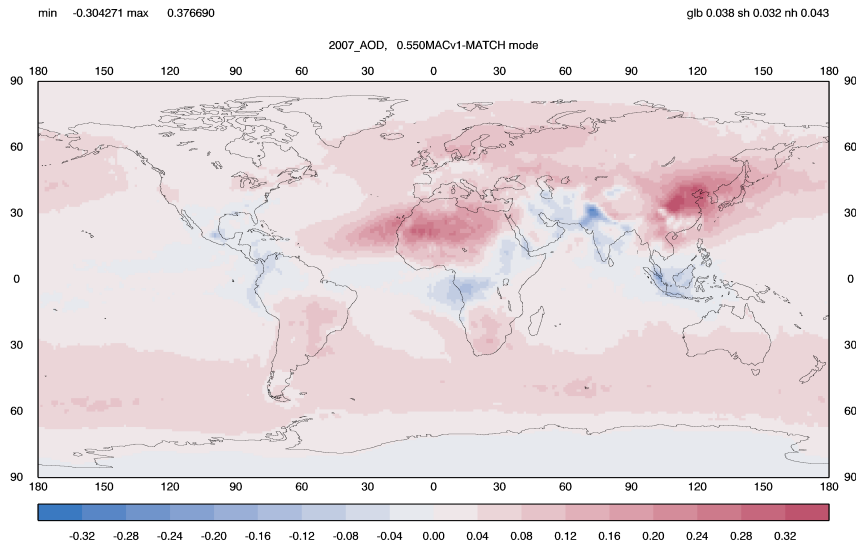 min -0.304271 max 0.376690 glb 0.038 sh 0.032 nh 0.043
2007_AOD, 0.550MACv1-MATCH mode
180 150 120 90 60 30 0 30 60 90 120 150 180
90 90
60 60
30 30
0 0
30 30
60 60
90 90
180 150 120 90 60 30 0 30 60 90 120 150 180
-0.32 -0.28 -0.24 -0.20 -0.16 -0.12 -0.08 -0.04 0.00 0.04 0.08 0.12 0.16 0.20 0.24 0.28 0.32